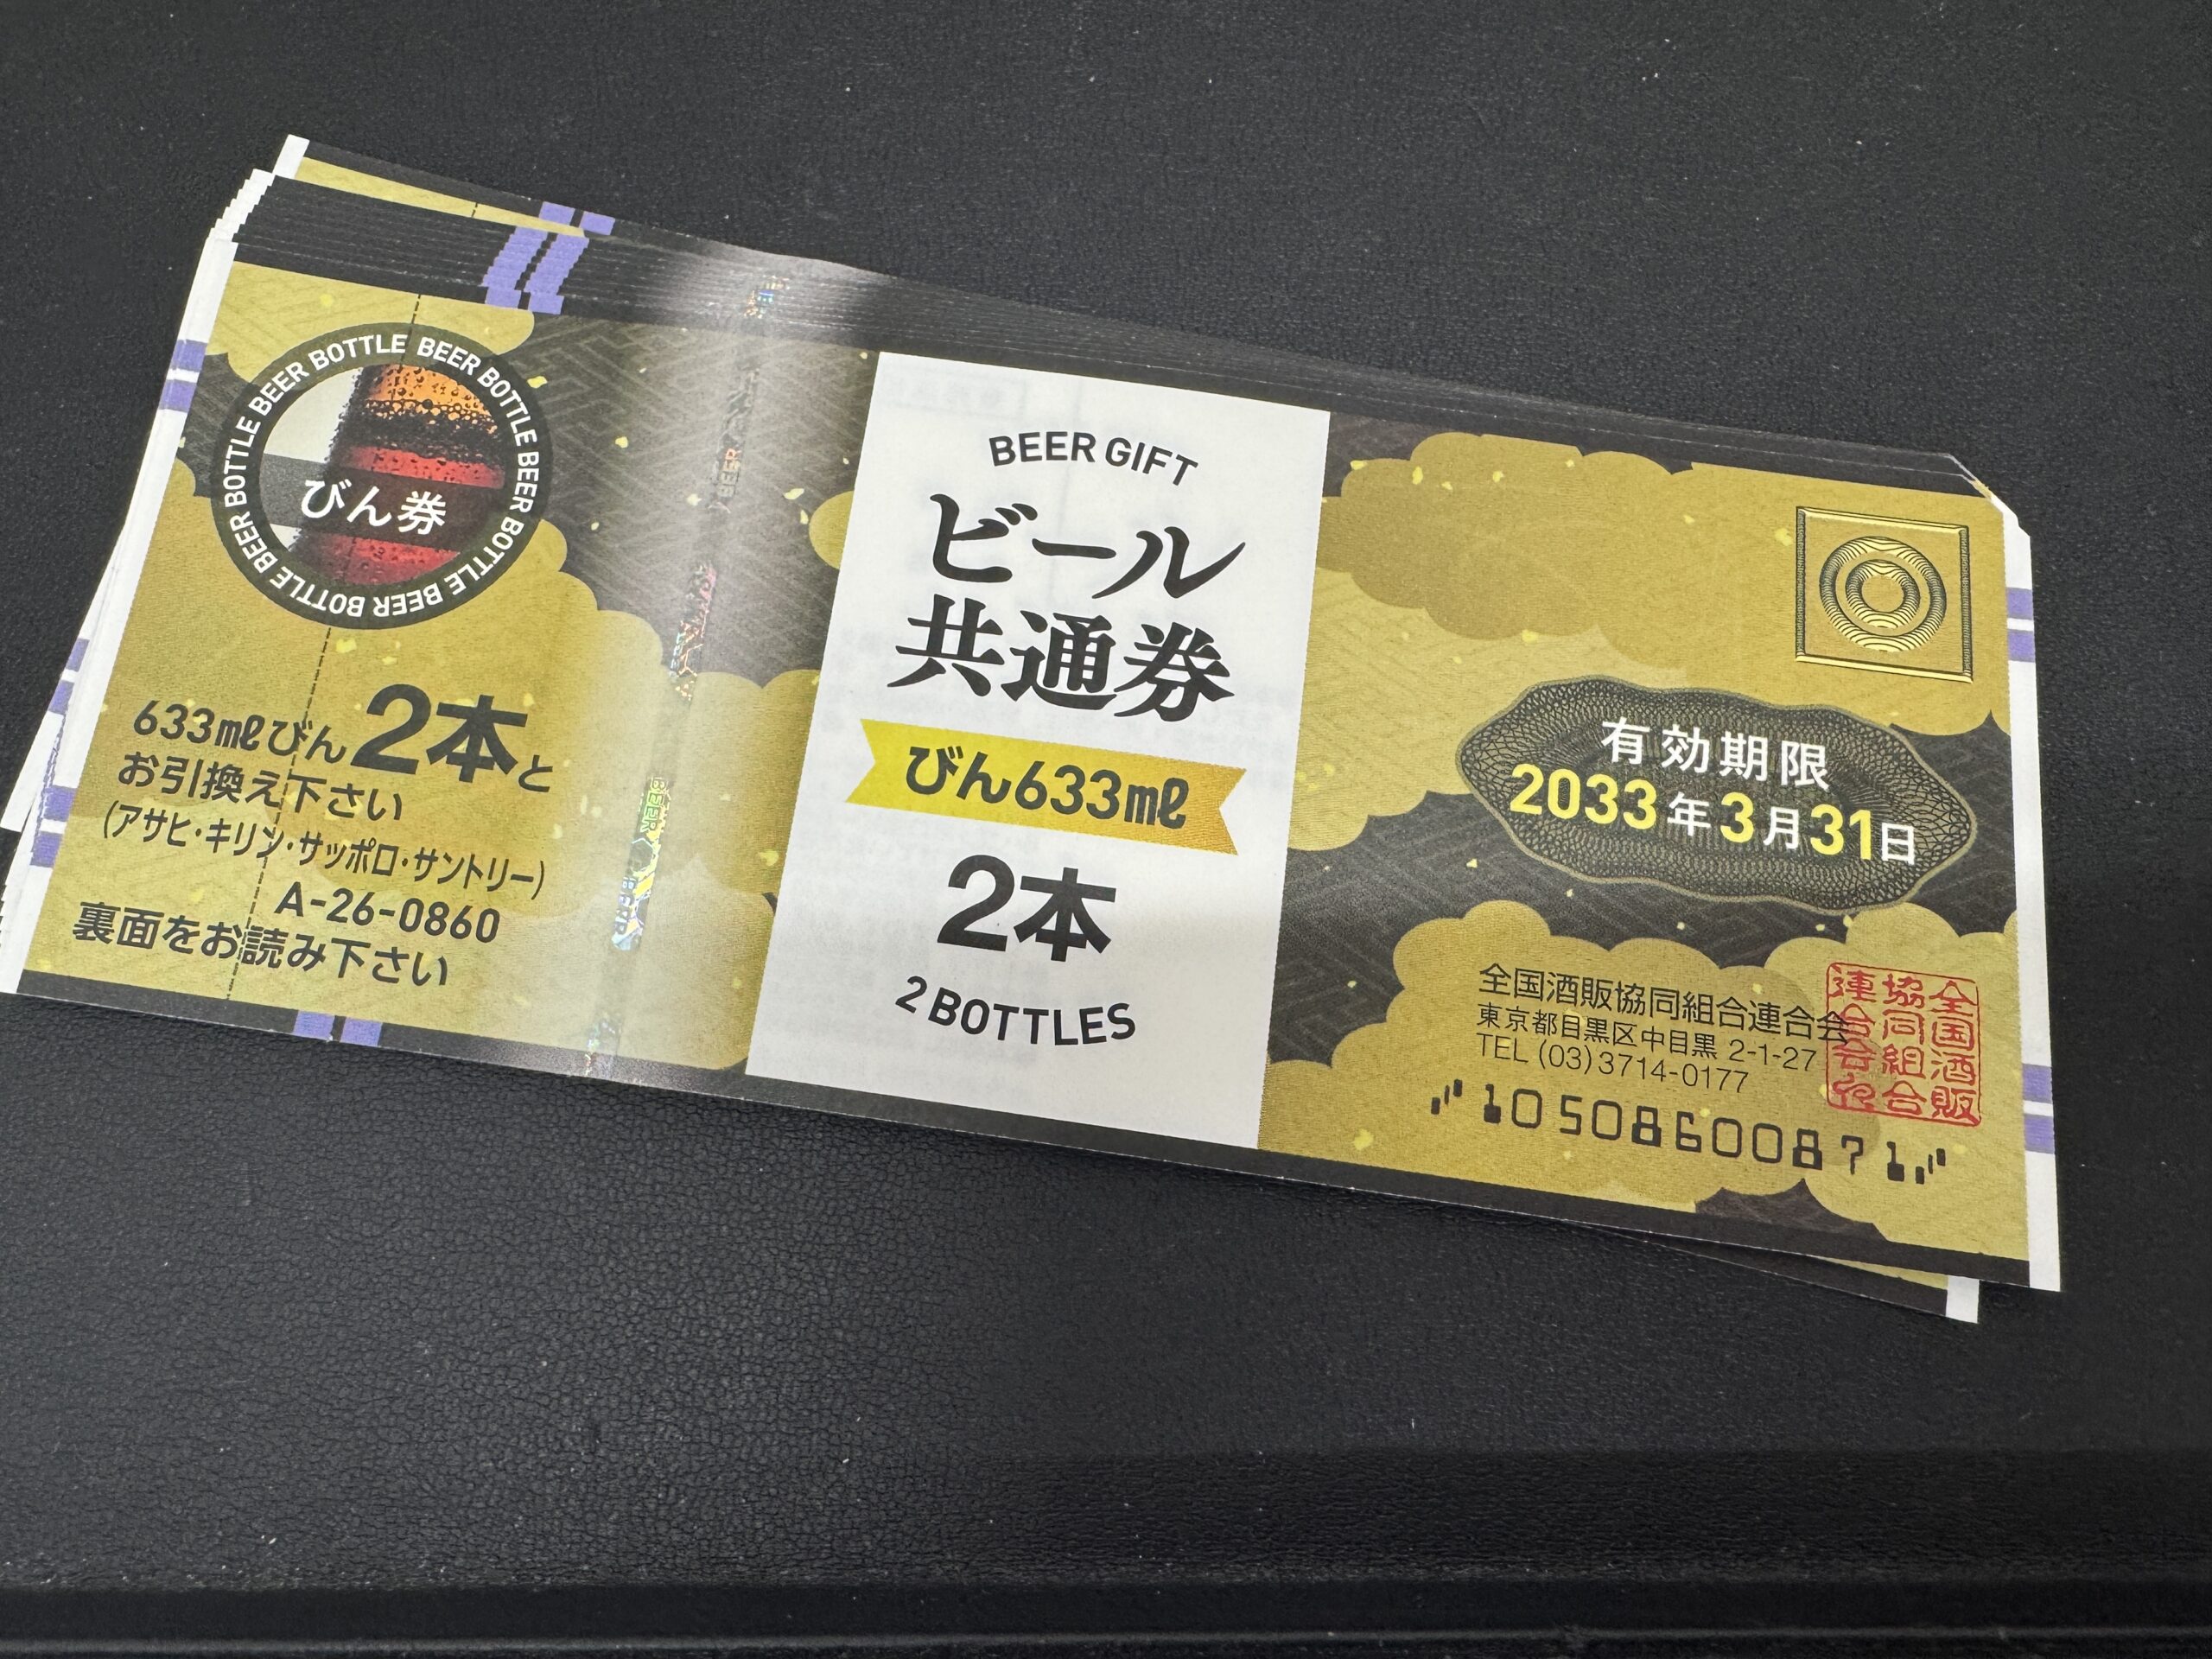 BEER BOTTLE BEER BOTTLE BEER BOTTLE BEER BOTTLE BEER BOTTLE
びん券
633㎖びん2本と
お引換え下さい
(アサヒ・キリン・サッポロ・サントリー)
A-26-0860
裏面をお読み下さい
BEER
BEER
BEER
BEER GIFT
ビール
共通券
びん633㎖
2本
2 BOTTLES
有効期限
2033年3月31日
全国酒販協同組合連合会
東京都目黒区中目黒 2-1-27
TEL (03) 3714-0177
10508600871
全国酒販
協同組合
連合会